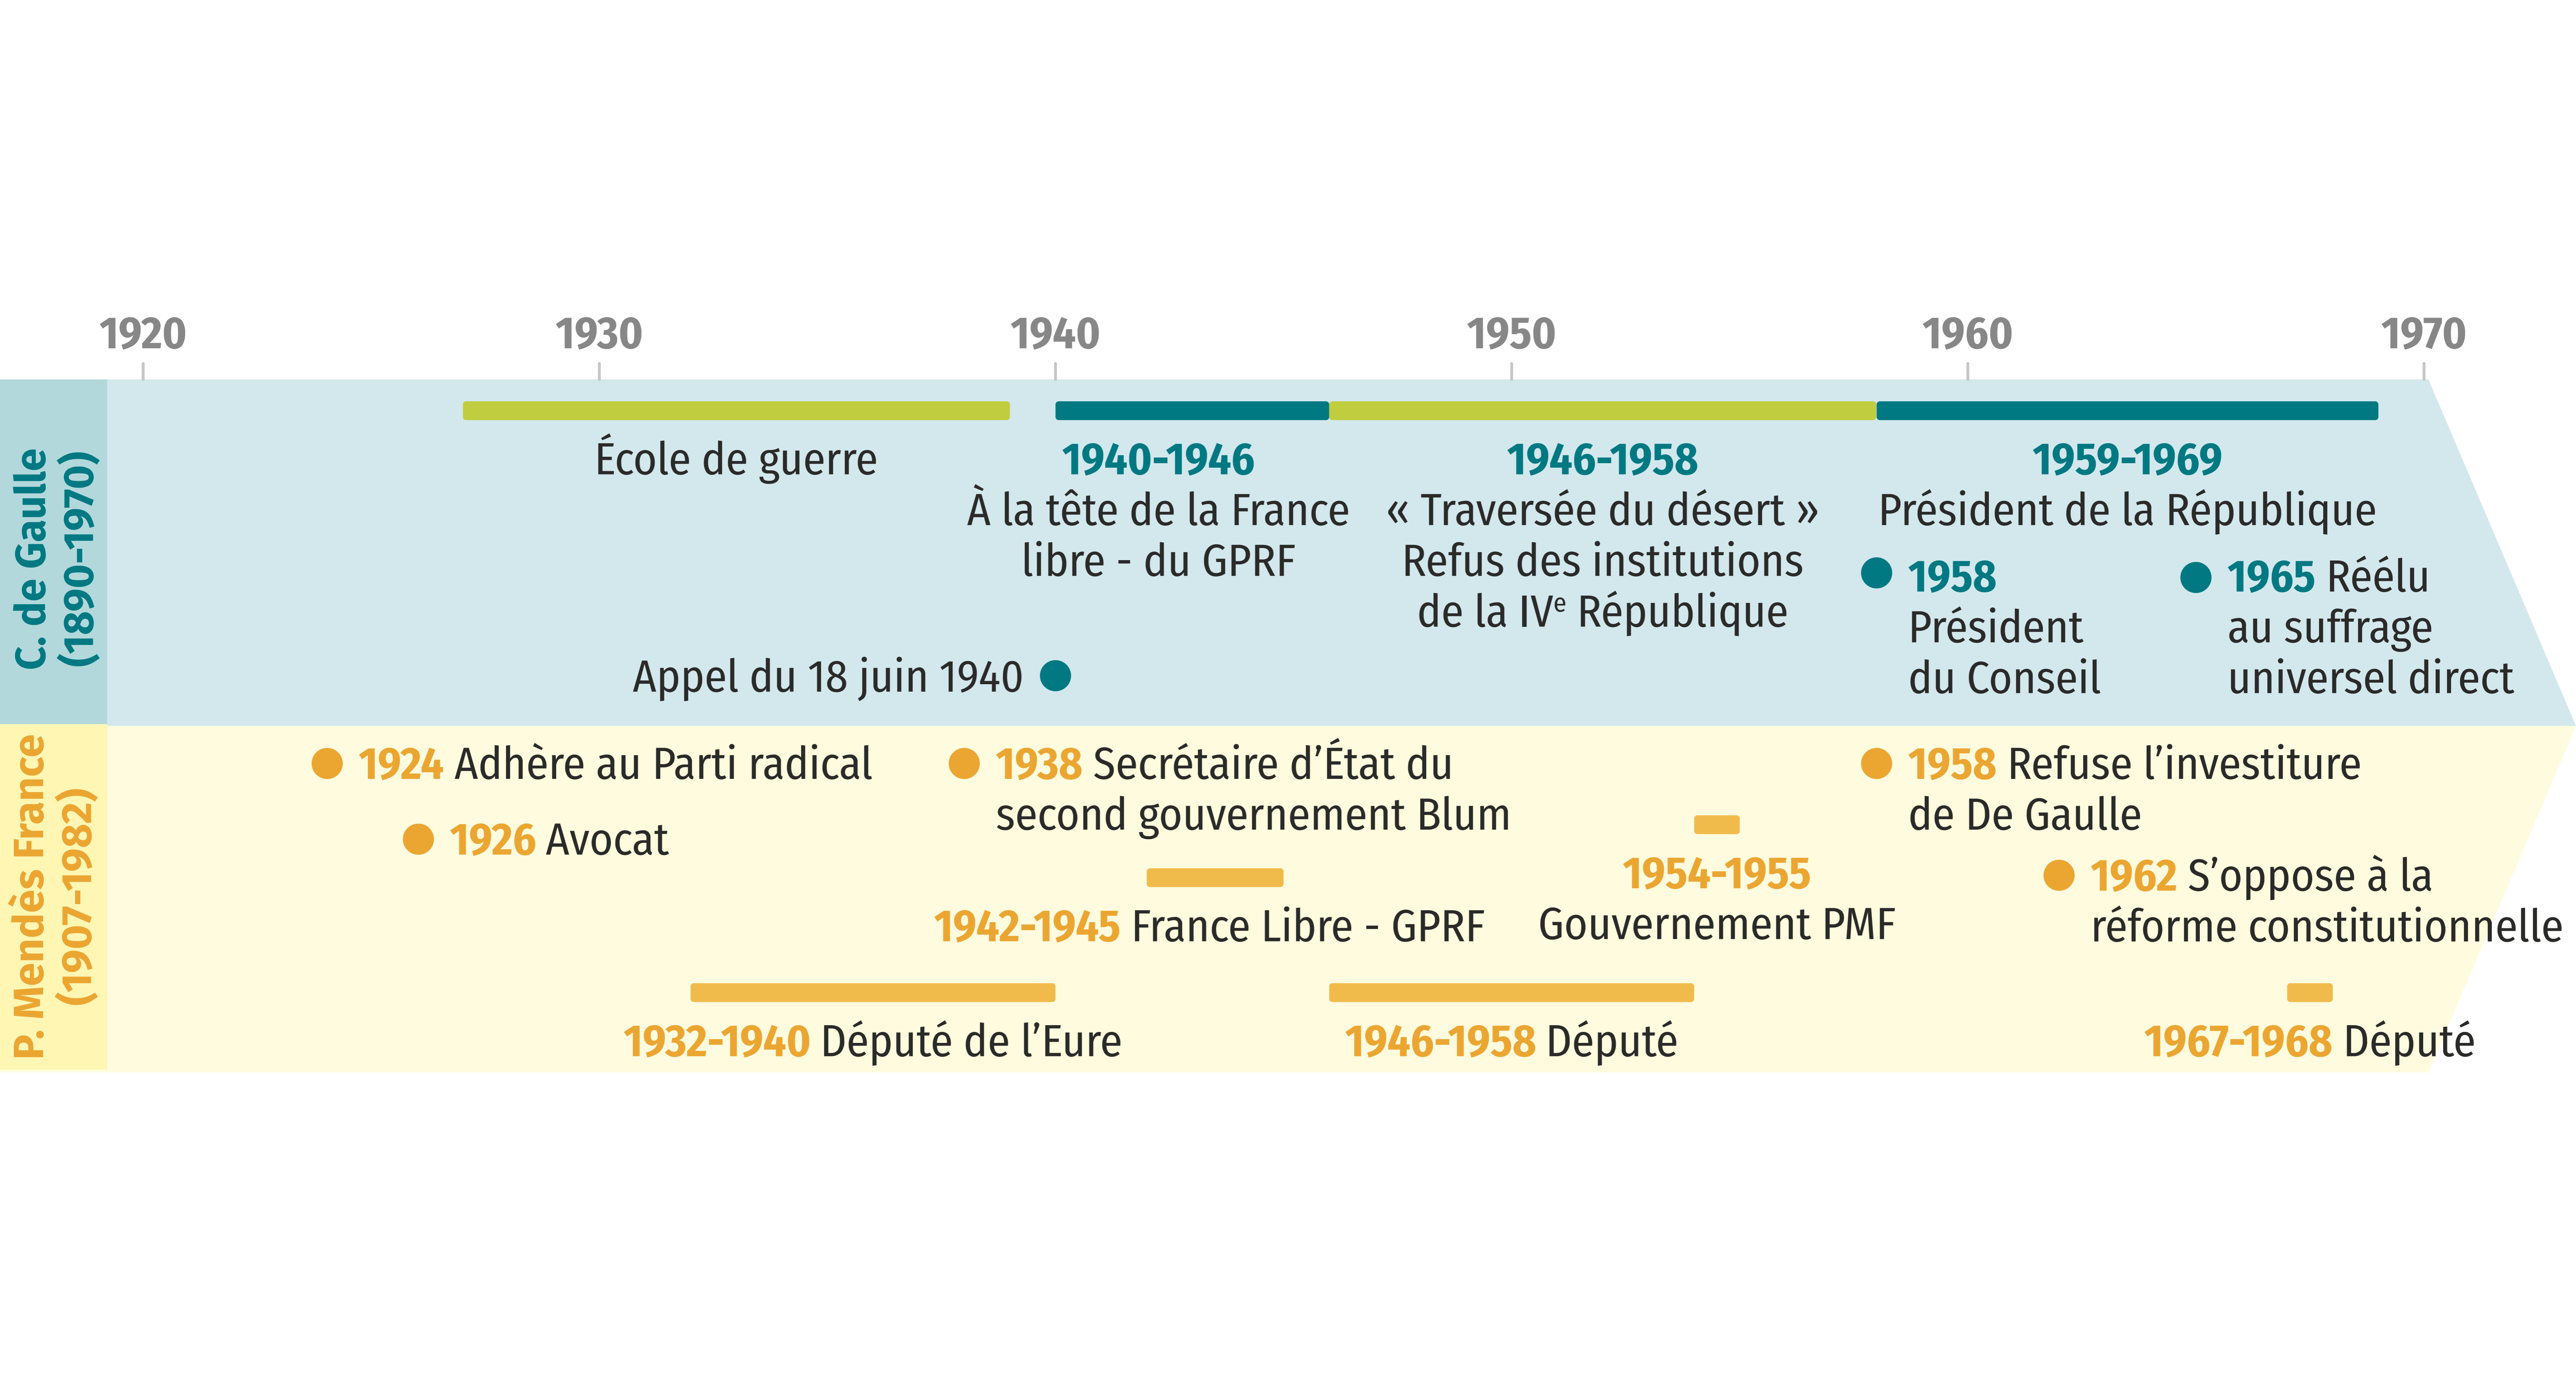 1920
1930
1940
1950
1960
1970
C. de Gaulle
(1890-1970)
École de guerre
1940-1946
À la tête de la France
libre - du GPRF
1946-1958
« Traversée du désert »
Refus des institutions
de la IVe République
1959-1969
Président de la République
1958
Président
du Conseil
1965 Réélu
au suffrage
universel direct
Appel du 18 juin 1940
P. Mendès France
(1907-1982)
1924 Adhère au Parti radical
1926 Avocat
1938 Secrétaire d’État du
second gouvernement Blum
1942-1945 France Libre - GPRF
1954-1955
Gouvernement PMF
1958 Refuse l’investiture
de De Gaulle
1962 S’oppose à la
réforme constitutionnelle
1932-1940 Député de l’Eure
1946-1958 Député
1967-1968 Député